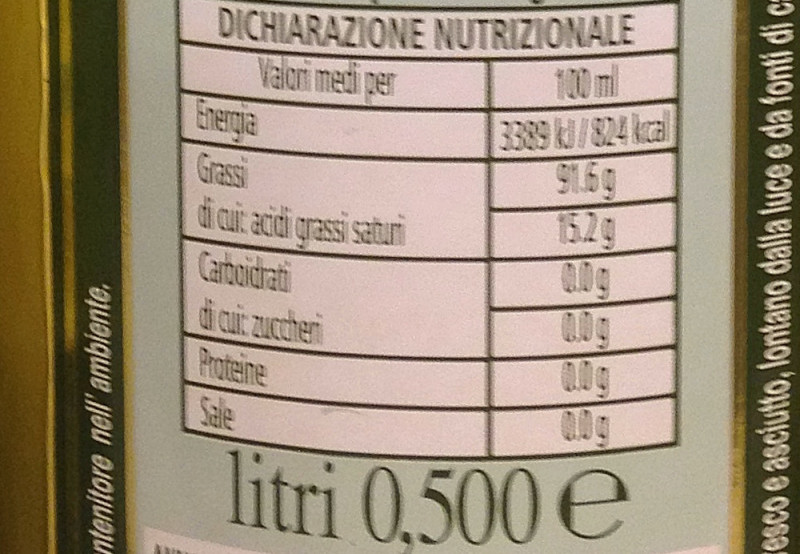 DICHIARAZIONE NUTRIZIONALE
Valori medi per 100 ml
Energia 3389 kJ/824 kcal
Grassi 91.6 g
di cui: acidi grassi saturi 15.2 g
Carboidrati 0.0 g
di cui: zuccheri 0.0 g
Proteine 0.0 g
Sale 0.0 g
litri 0,500 e
nell' ambiente.
e asciutto, lontano dalla luce e da fonti di